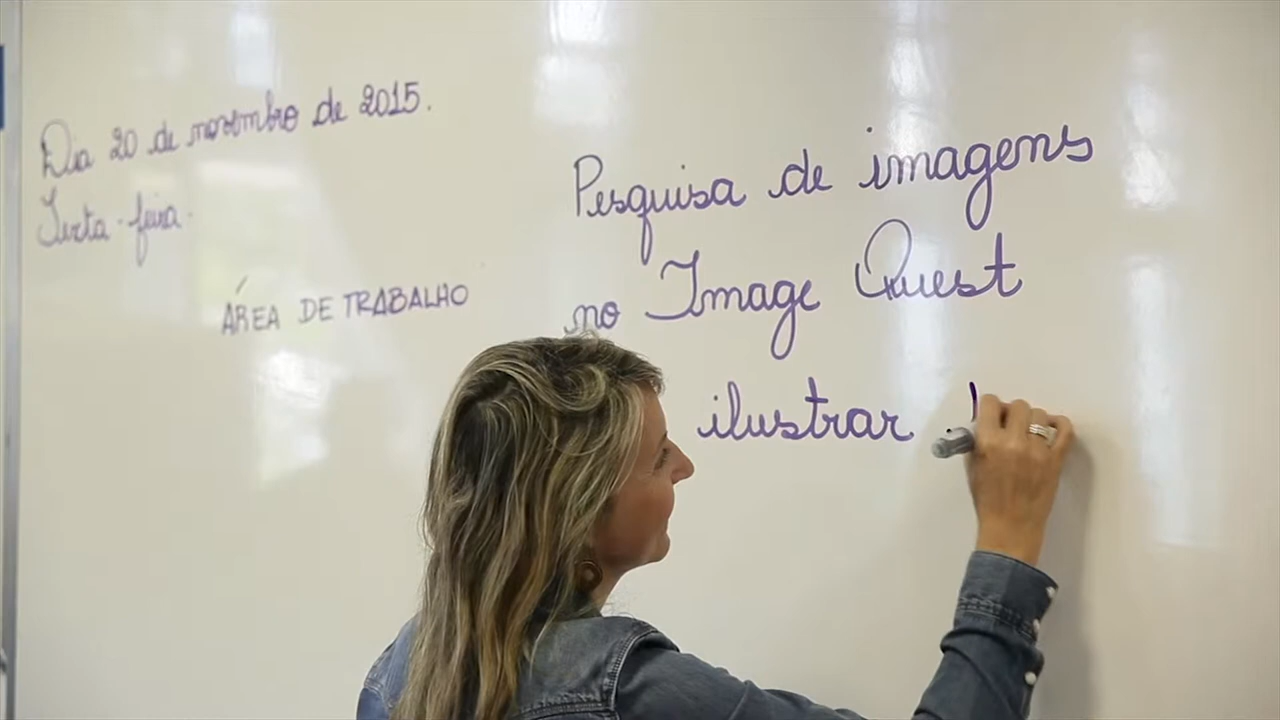 Dia 20 de novembro de 2015.
Sexta-feira.
ÁREA DE TRABALHO
Pesquisa de imagens
no Image Quest
ilustrar